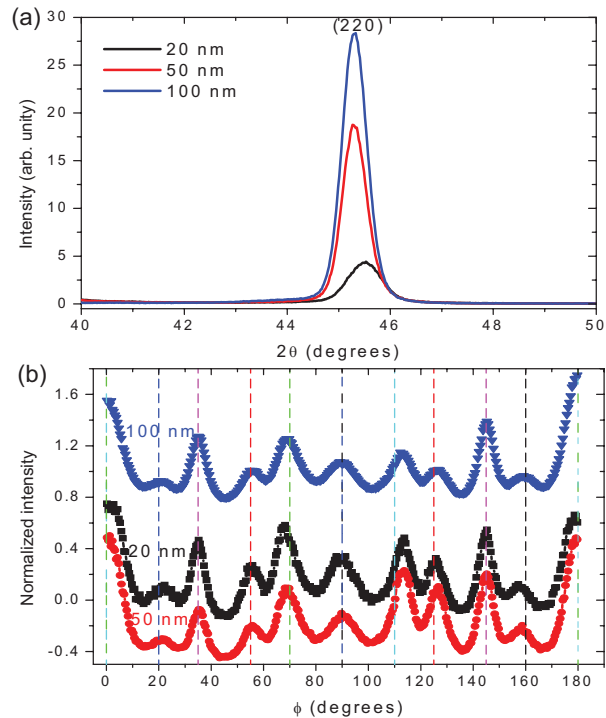 (a)
(220)
20 nm
50 nm
100 nm
Intensity (arb. unity)
30
25
20
15
10
5
0
40 42 44 46 48 50
2θ (degrees)
(b)
100 nm
20 nm
50 nm
Normalized intensity
1.6
1.2
0.8
0.4
0.0
-0.4
0 20 40 60 80 100 120 140 160 180
ϕ (degrees)